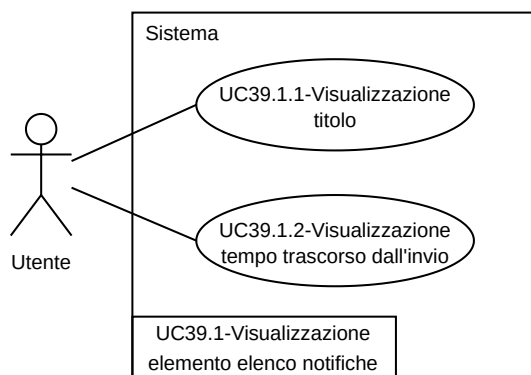 Sistema
UC39.1.1-Visualizzazione
titolo
UC39.1.2-Visualizzazione
tempo trascorso dall'invio
Utente
UC39.1-Visualizzazione
elemento elenco notifiche